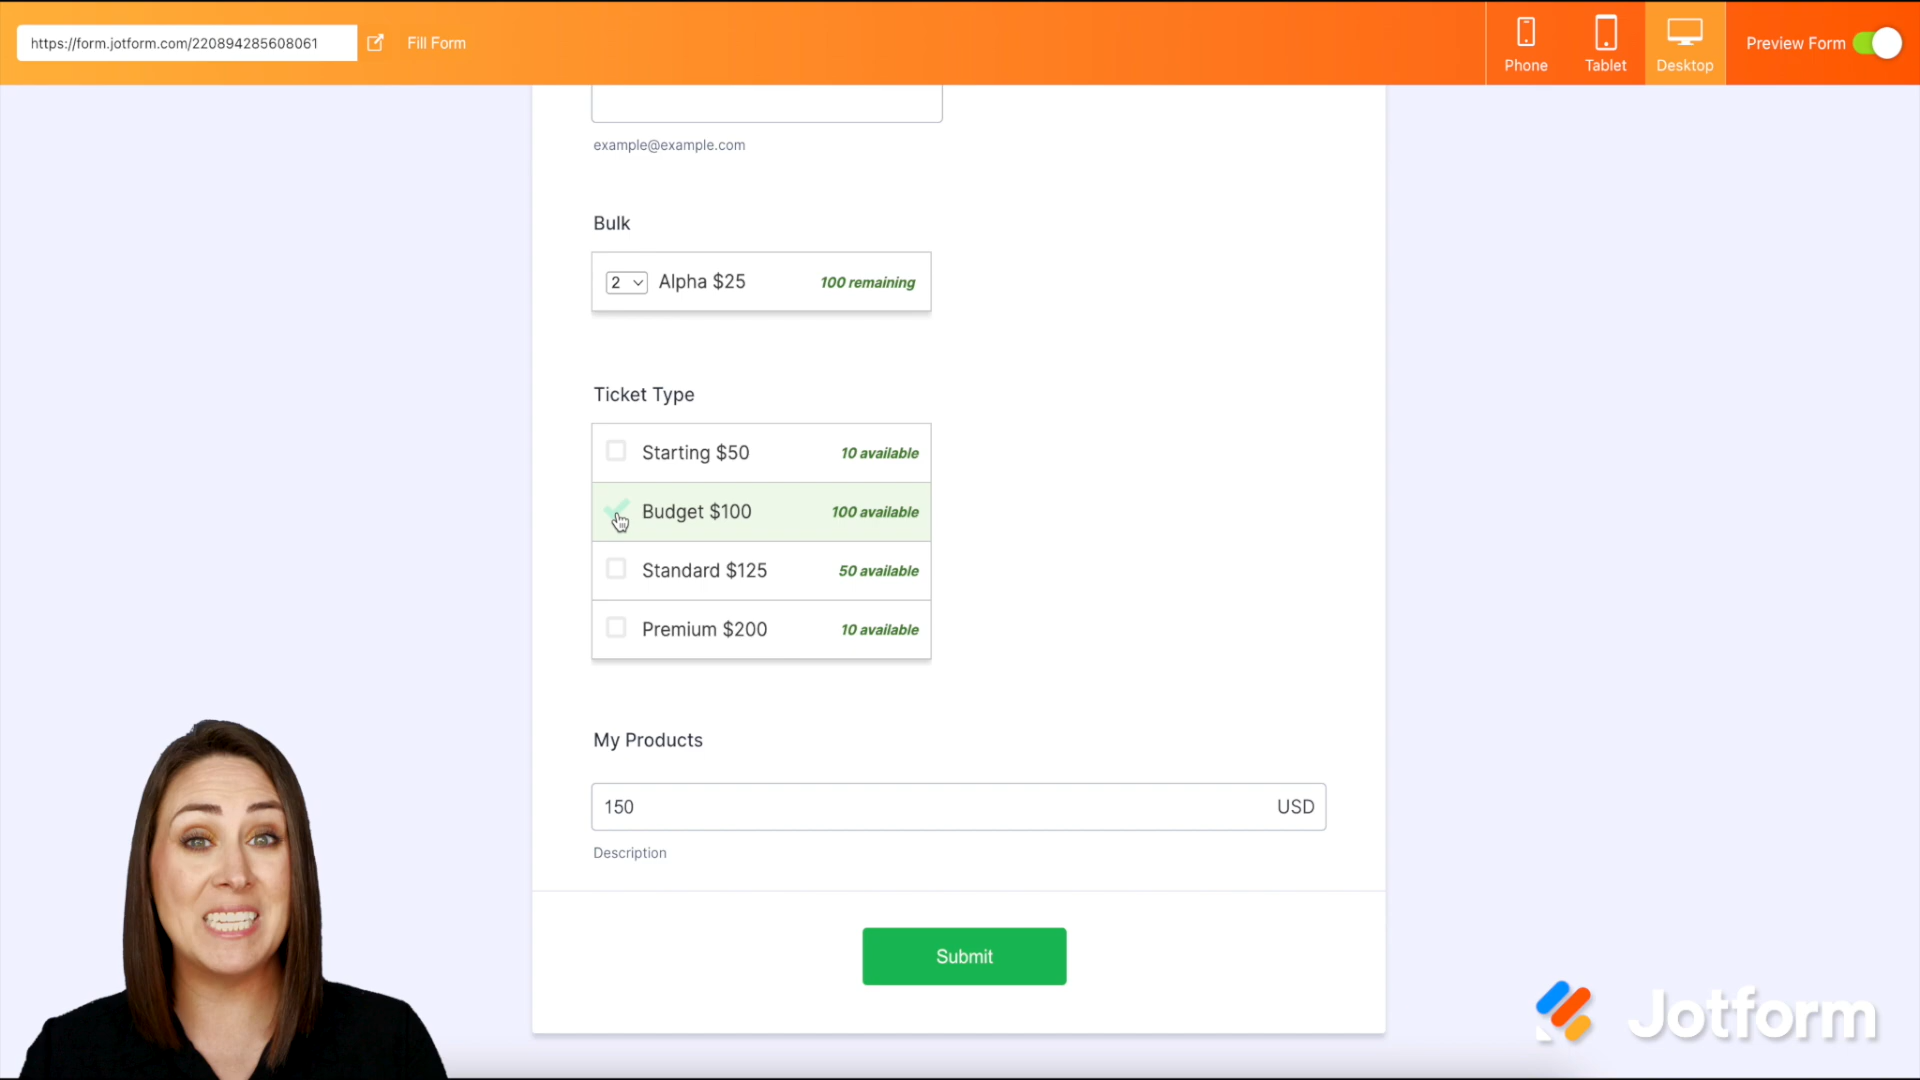 https://form.jotform.com/220894285608061
Fill Form
Phone
Tablet
Desktop
Preview Form
example@example.com
Bulk
2 Alpha $25 100 remaining
Ticket Type
Starting $50 10 available
Budget $100 100 available
Standard $125 50 available
Premium $200 10 available
My Products
150 USD
Description
Submit
Jotform